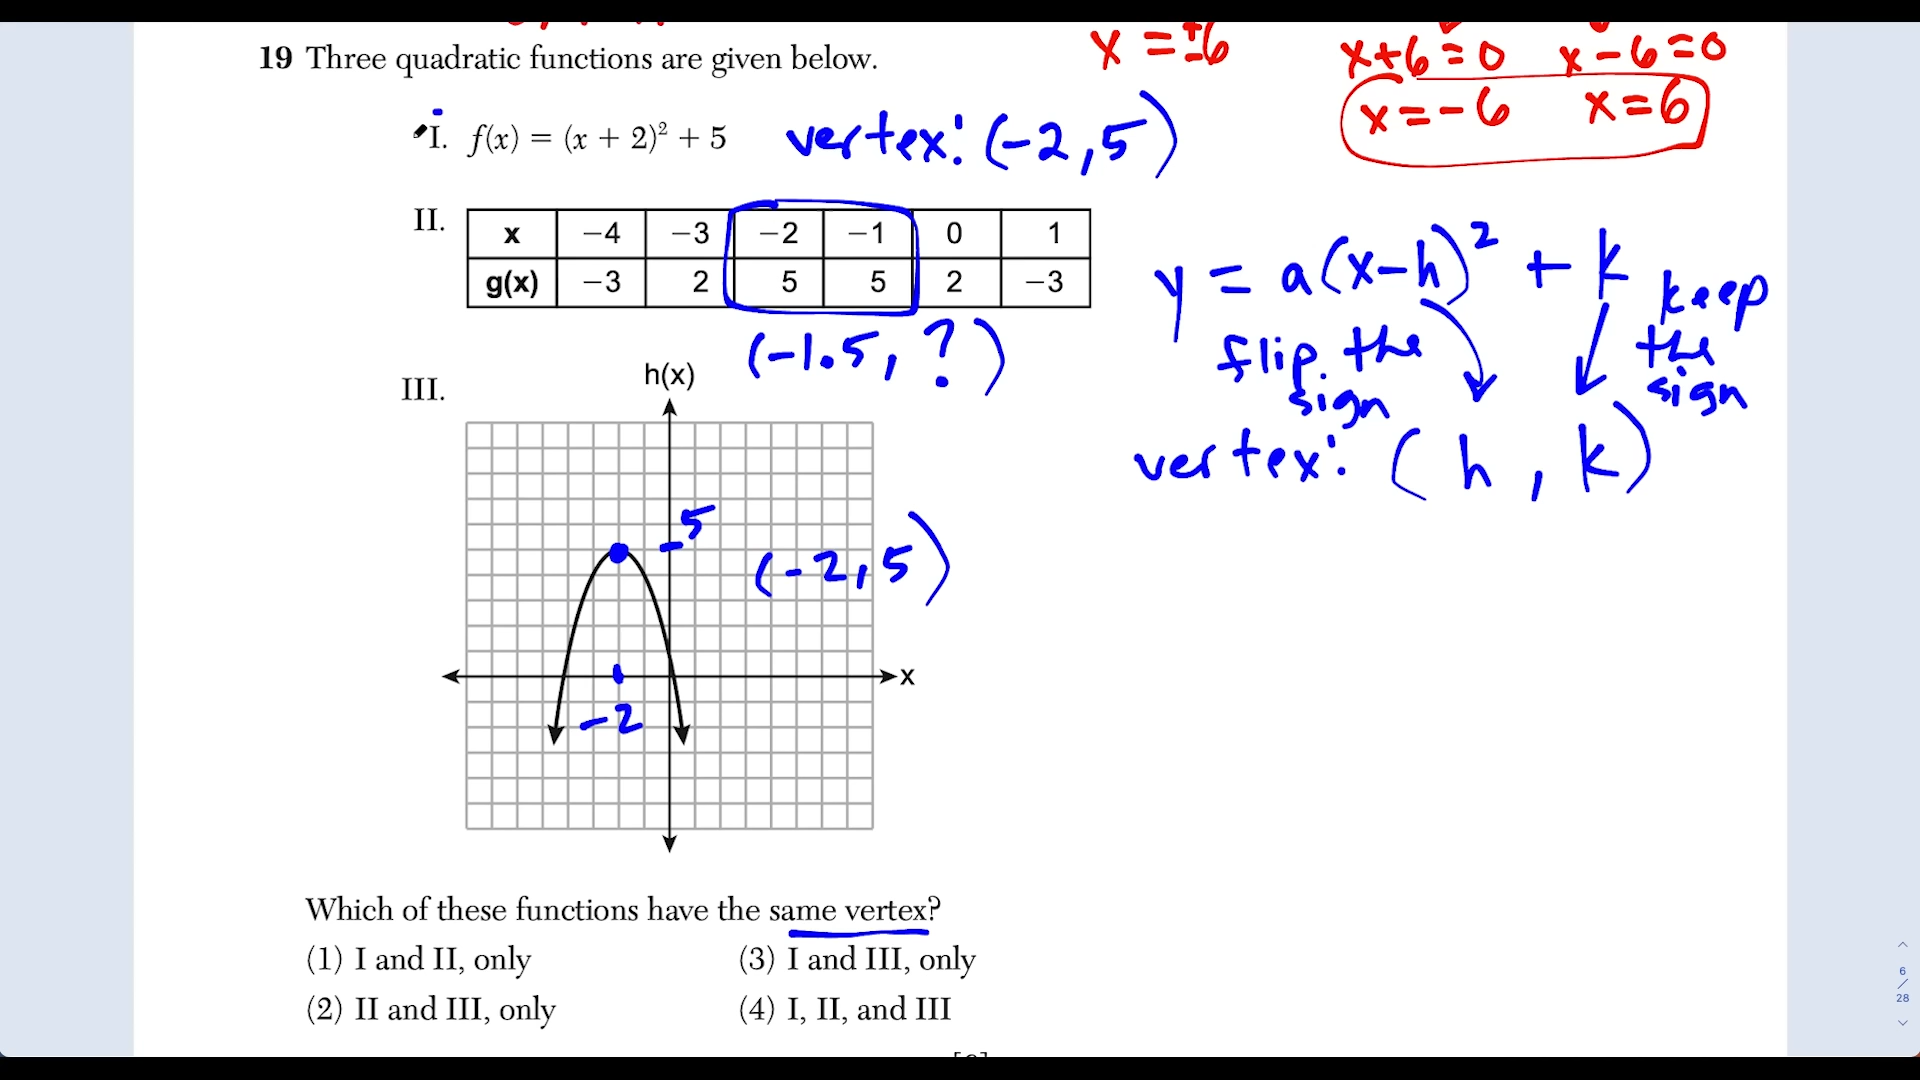 x = ±6
x+6=0 x-6=0
x=-6 x=6
19 Three quadratic functions are given below.
I. f(x) = (x + 2)² + 5 vertex: (-2,5)
II.
x −4 −3 −2 −1 0 1
g(x) −3 2 5 5 2 −3
(-1.5, ?)
y = a(x-h)² + k
flip the sign
keep the sign
vertex: (h, k)
III.
h(x)
5
(-2,5)
x
-2
Which of these functions have the same vertex?
(1) I and II, only (3) I and III, only
(2) II and III, only (4) I, II, and III
6
/
28